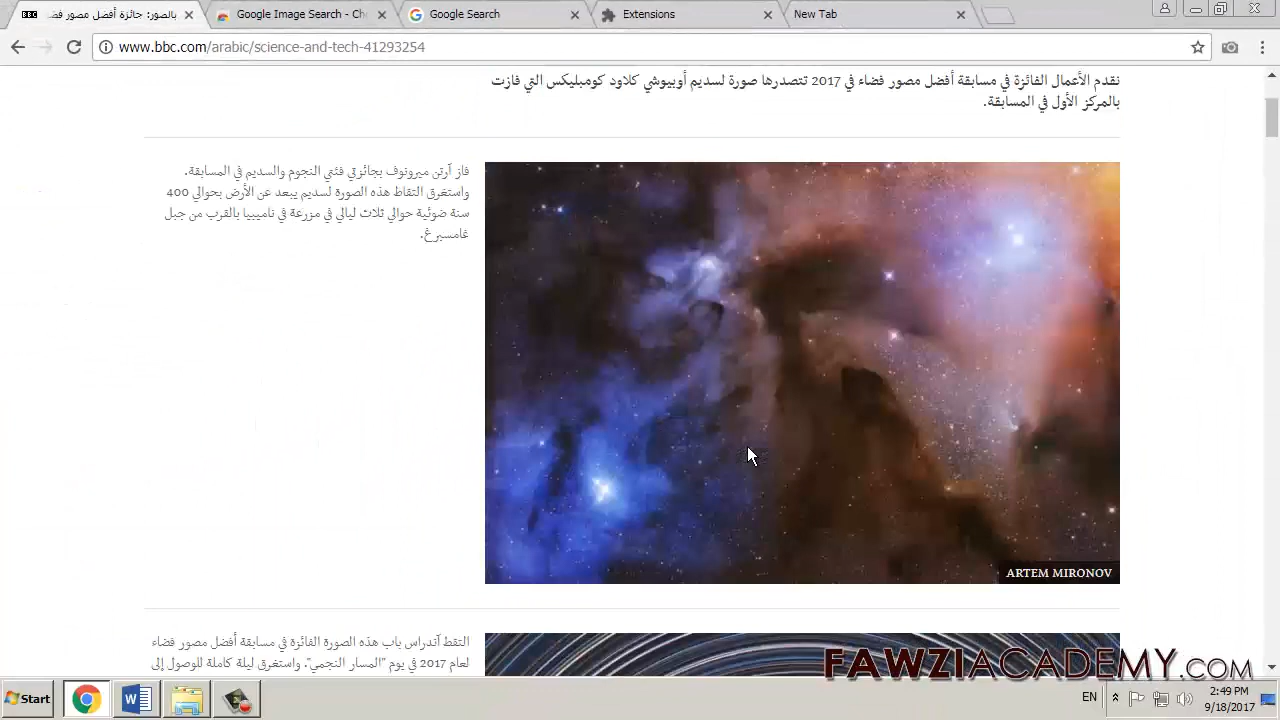 BBC بالصور: جائزة أفضل مصور فض
Google Image Search - Ch
Google Search
Extensions
New Tab
www.bbc.com/arabic/science-and-tech-41293254
نقدم الأعمال الفائزة في مسابقة أفضل مصور فضاء في 2017 تتصدرها صورة لسديم أوبيوشي كلاود كومبليكس التي فازت
بالمركز الأول في المسابقة.
فاز آرتن ميرونوف بجائزتي فئتي النجوم والسديم في المسابقة.
واستغرق التقاط هذه الصورة لسديم يبعد عن الأرض بحوالي 400
سنة ضوئية حوالي ثلاث ليالي في مزرعة في ناميبيا بالقرب من جبل
غامسبرغ.
ARTEM MIRONOV
التقط آندراس باب هذه الصورة الفائزة في مسابقة أفضل مصور فضاء
لعام 2017 في يوم "المسار النجمي". واستغرق ليلة كاملة للوصول إلى
FAWZIACADEMY.COM
Start
EN
2:49 PM
9/18/2017